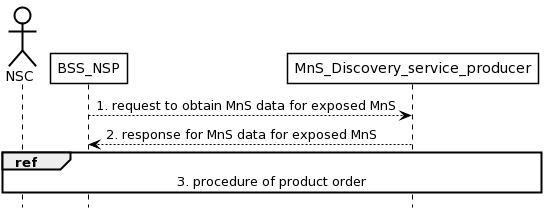 NSC
BSS_NSP
MnS_Discovery_service_producer
1. request to obtain MnS data for exposed MnS
2. response for MnS data for exposed MnS
ref
3. procedure of product order